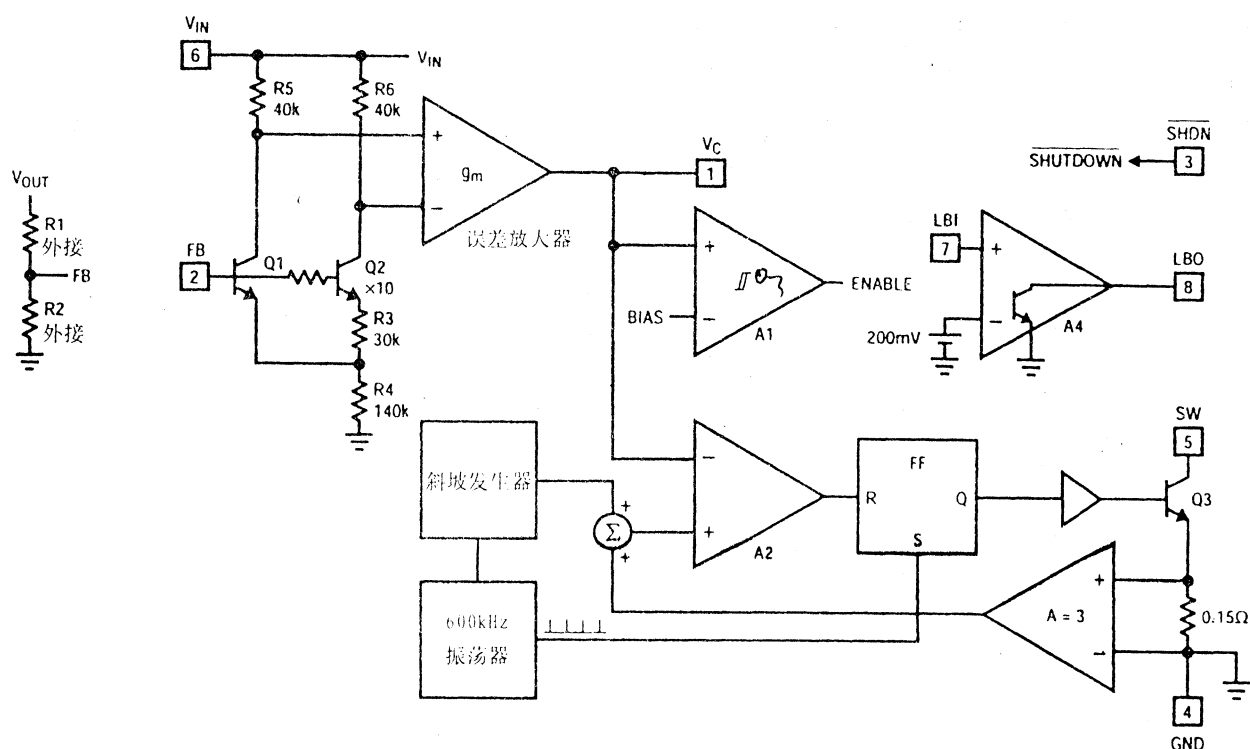 VIN
6
VIN
R5
40k
R6
40k
+
gm
−
误差放大器
VC
1
SHDN
SHUTDOWN
3
VOUT
R1
外接
FB
R2
外接
FB
2
Q1
Q2
×10
R3
30k
R4
140k
+
BIAS
−
A1
ENABLE
LBI
7
+
−
200mV
A4
LBO
8
斜坡发生器
+
Σ
+
−
+
A2
FF
R
Q
S
SW
5
Q3
600kHz
振荡器
A = 3
+
−
0.15Ω
4
GND